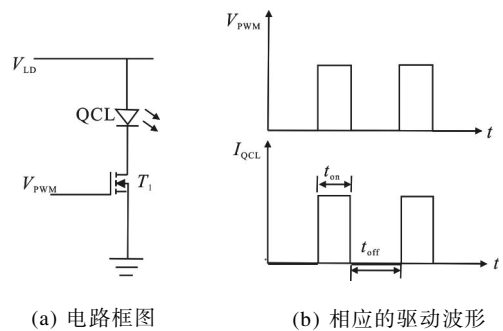 V_LD
QCL
V_PWM
T_1
(a) 电路框图
V_PWM
t
I_QCL
t_on
t_off
t
(b) 相应的驱动波形